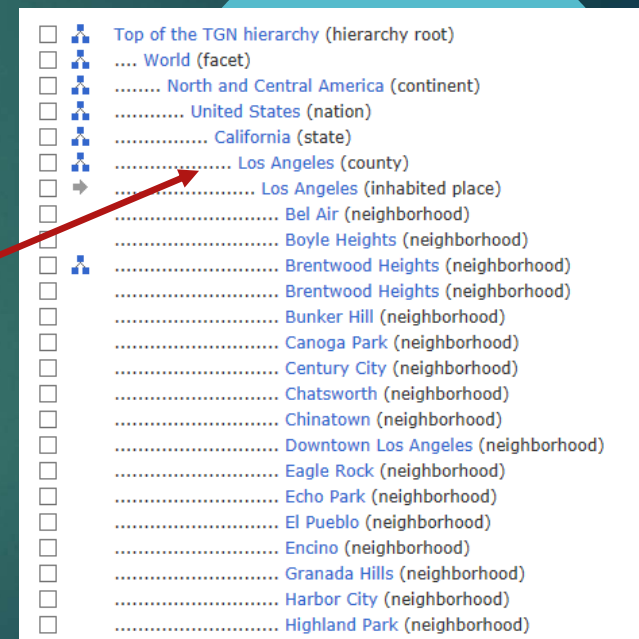 Top of the TGN hierarchy (hierarchy root)
.... World (facet)
........ North and Central America (continent)
............ United States (nation)
................ California (state)
.................... Los Angeles (county)
........................ Los Angeles (inhabited place)
............................ Bel Air (neighborhood)
............................ Boyle Heights (neighborhood)
............................ Brentwood Heights (neighborhood)
............................ Brentwood Heights (neighborhood)
............................ Bunker Hill (neighborhood)
............................ Canoga Park (neighborhood)
............................ Century City (neighborhood)
............................ Chatsworth (neighborhood)
............................ Chinatown (neighborhood)
............................ Downtown Los Angeles (neighborhood)
............................ Eagle Rock (neighborhood)
............................ Echo Park (neighborhood)
............................ El Pueblo (neighborhood)
............................ Encino (neighborhood)
............................ Granada Hills (neighborhood)
............................ Harbor City (neighborhood)
............................ Highland Park (neighborhood)